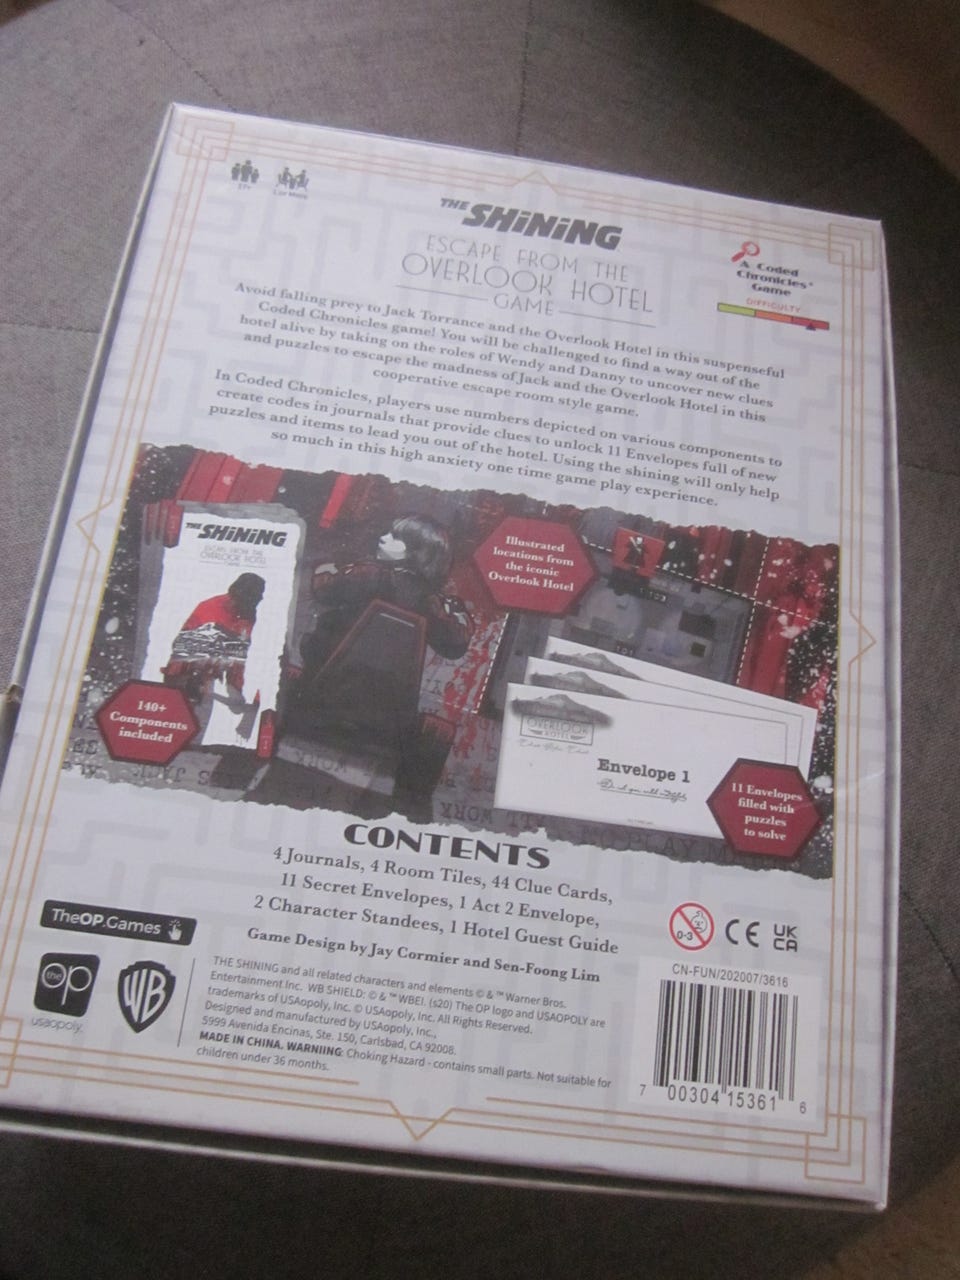 17+
1 or More
THE SHiNiNG
ESCAPE FROM THE
OVERLOOK HOTEL
GAME
A Coded
Chronicles®
Game
DIFFICULTY
Avoid falling prey to Jack Torrance and the Overlook Hotel in this suspenseful
Coded Chronicles game! You will be challenged to find a way out of the
hotel alive by taking on the roles of Wendy and Danny to uncover new clues
and puzzles to escape the madness of Jack and the Overlook Hotel in this
cooperative escape room style game.
In Coded Chronicles, players use numbers depicted on various components to
create codes in journals that provide clues to unlock 11 Envelopes full of new
puzzles and items to lead you out of the hotel. Using the shining will only help
so much in this high anxiety one time game play experience.
THE SHiNiNG
ESCAPE FROM THE
OVERLOOK HOTEL
GAME
Illustrated
locations from
the iconic
Overlook Hotel
140+
Components
included
OVERLOOK
HOTEL
Envelope 1
11 Envelopes
filled with
puzzles
to solve
CONTENTS
4 Journals, 4 Room Tiles, 44 Clue Cards,
11 Secret Envelopes, 1 Act 2 Envelope,
2 Character Standees, 1 Hotel Guest Guide
Game Design by Jay Cormier and Sen-Foong Lim
TheOP.Games
the op
usaopoly
WB
THE SHINING and all related characters and elements © & ™ Warner Bros.
Entertainment Inc. WB SHIELD: © & ™ WBEI. (s20) The OP logo and USAOPOLY are
trademarks of USAopoly, Inc. © USAopoly, Inc. All Rights Reserved.
Designed and manufactured by USAopoly, Inc.,
5999 Avenida Encinas, Ste. 150, Carlsbad, CA 92008.
MADE IN CHINA. WARNIING: Choking Hazard - contains small parts. Not suitable for
children under 36 months.
0-3
CE
UK
CA
CN-FUN/202007/3616
7 00304 15361 6